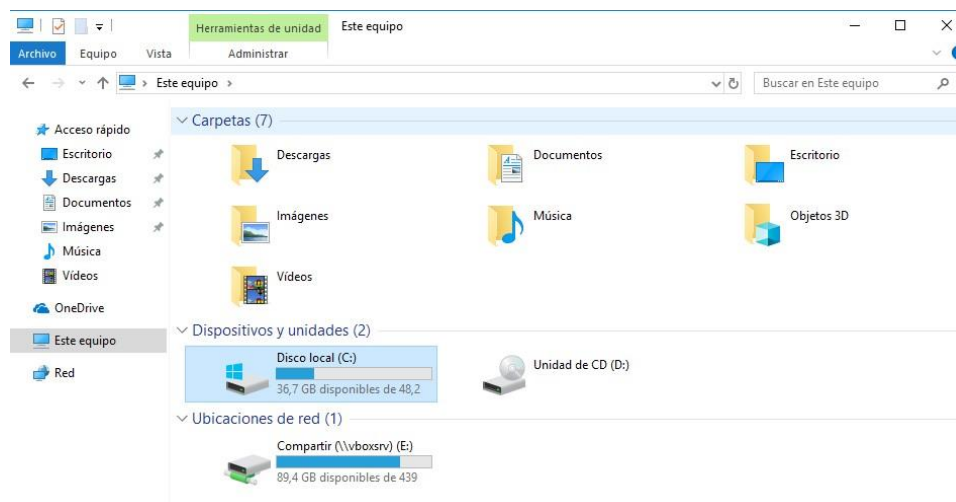 Herramientas de unidad
Este equipo
Archivo
Equipo
Vista
Administrar
Este equipo
Buscar en Este equipo
Acceso rápido
Escritorio
Descargas
Documentos
Imágenes
Música
Vídeos
OneDrive
Este equipo
Red
Carpetas (7)
Descargas
Documentos
Escritorio
Imágenes
Música
Objetos 3D
Vídeos
Dispositivos y unidades (2)
Disco local (C:)
36,7 GB disponibles de 48,2
Unidad de CD (D:)
Ubicaciones de red (1)
Compartir (\\vboxsrv) (E:)
89,4 GB disponibles de 439